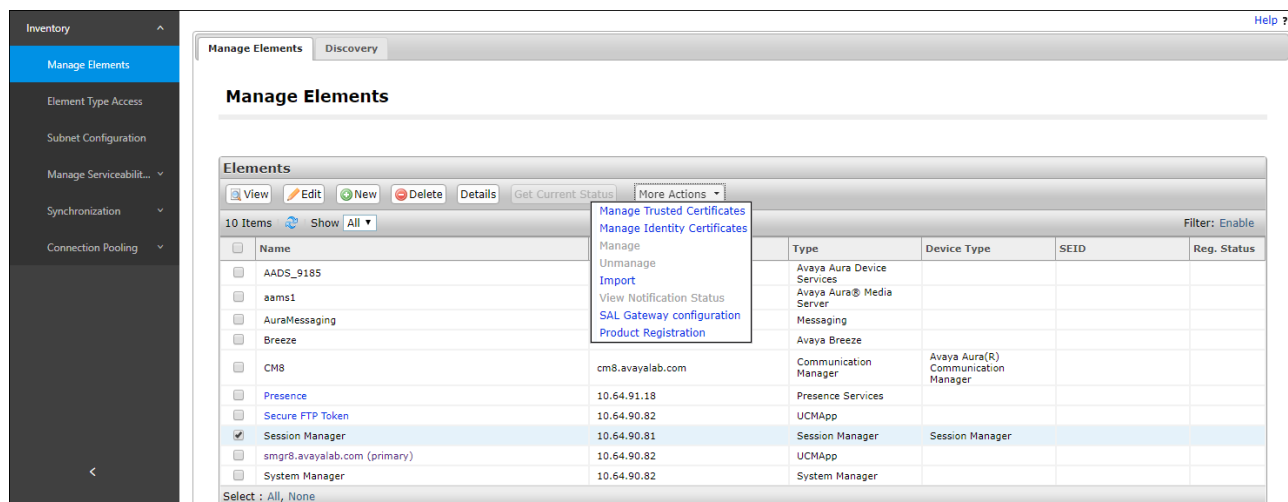 Help ?
Inventory
Manage Elements
Element Type Access
Subnet Configuration
Manage Serviceabilit...
Synchronization
Connection Pooling
<
Manage Elements Discovery
Manage Elements
Elements
View Edit New Delete Details Get Current Status More Actions
Manage Trusted Certificates
Manage Identity Certificates
Manage
Unmanage
Import
View Notification Status
SAL Gateway configuration
Product Registration
10 Items Show All Filter: Enable
Name Type Device Type SEID Reg. Status
AADS_9185 Avaya Aura Device Services
aams1 Avaya Aura® Media Server
AuraMessaging Messaging
Breeze Avaya Breeze
CM8 cm8.avayalab.com Communication Manager Avaya Aura(R) Communication Manager
Presence 10.64.91.18 Presence Services
Secure FTP Token 10.64.90.82 UCMApp
Session Manager 10.64.90.81 Session Manager Session Manager
smgr8.avayalab.com (primary) 10.64.90.82 UCMApp
System Manager 10.64.90.82 System Manager
Select : All, None